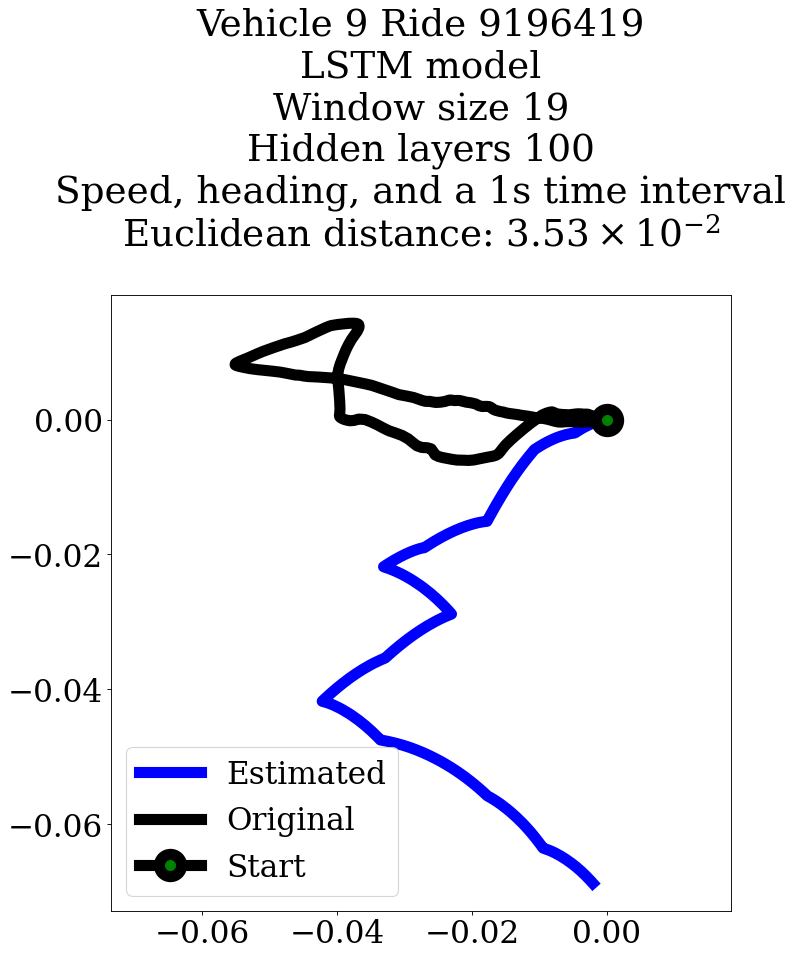 Vehicle 9 Ride 9196419
LSTM model
Window size 19
Hidden layers 100
Speed, heading, and a 1s time interval
Euclidean distance: 3.53 × 10⁻²
0.00
−0.02
−0.04
−0.06
Estimated
Original
Start
−0.06 −0.04 −0.02 0.00